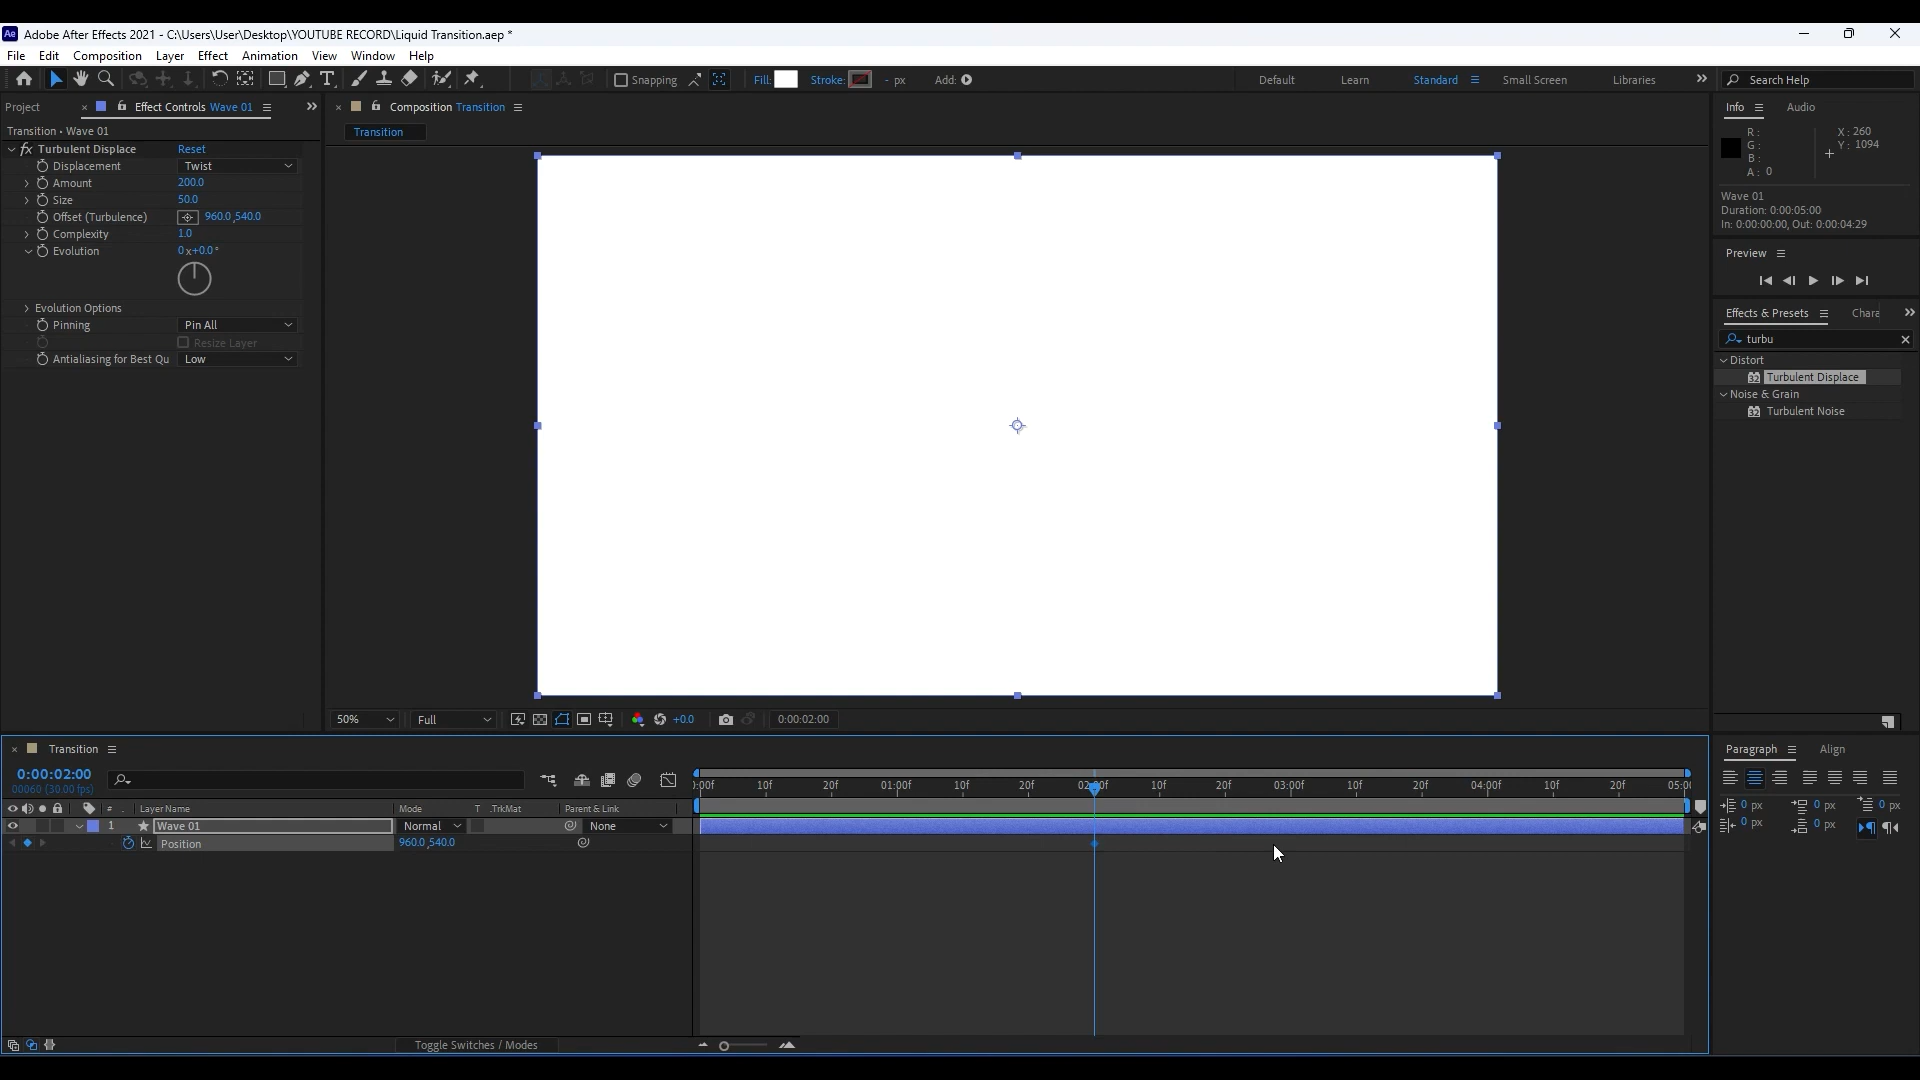 Ae Adobe After Effects 2021 - C:\Users\User\Desktop\YOUTUBE RECORD\Liquid Transition.aep *
File Edit Composition Layer Effect Animation View Window Help
T Snapping Fill: Stroke: - px Add: Default Learn Standard Small Screen Libraries Search Help
Project Effect Controls Wave 01 Composition Transition Info Audio
Transition • Wave 01 Transition
R: X: 260
G: Y: 1094
B:
A: 0
fx Turbulent Displace Reset
Displacement Twist
Amount 200.0
Size 50.0
Offset (Turbulence) 960.0,540.0
Complexity 1.0
Evolution 0x+0.0°
Evolution Options
Pinning Pin All
Resize Layer
Antialiasing for Best Qu Low
Wave 01
Duration: 0:00:05:00
In: 0:00:00:00, Out: 0:00:04:29
Preview
Effects & Presets Chara
turbu
Distort
32 Turbulent Displace
Noise & Grain
32 Turbulent Noise
50% Full +0.0 0:00:02:00
Transition
0:00:02:00
00060 (30.00 fps)
):00f 10f 20f 01:00f 10f 20f 02:00f 10f 20f 03:00f 10f 20f 04:00f 10f 20f 05:0(
# . Layer Name Mode T .TrkMat Parent & Link
1 Wave 01 Normal None
Position 960.0,540.0
Toggle Switches / Modes
Paragraph Align
0 px 0 px 0 px
0 px 0 px